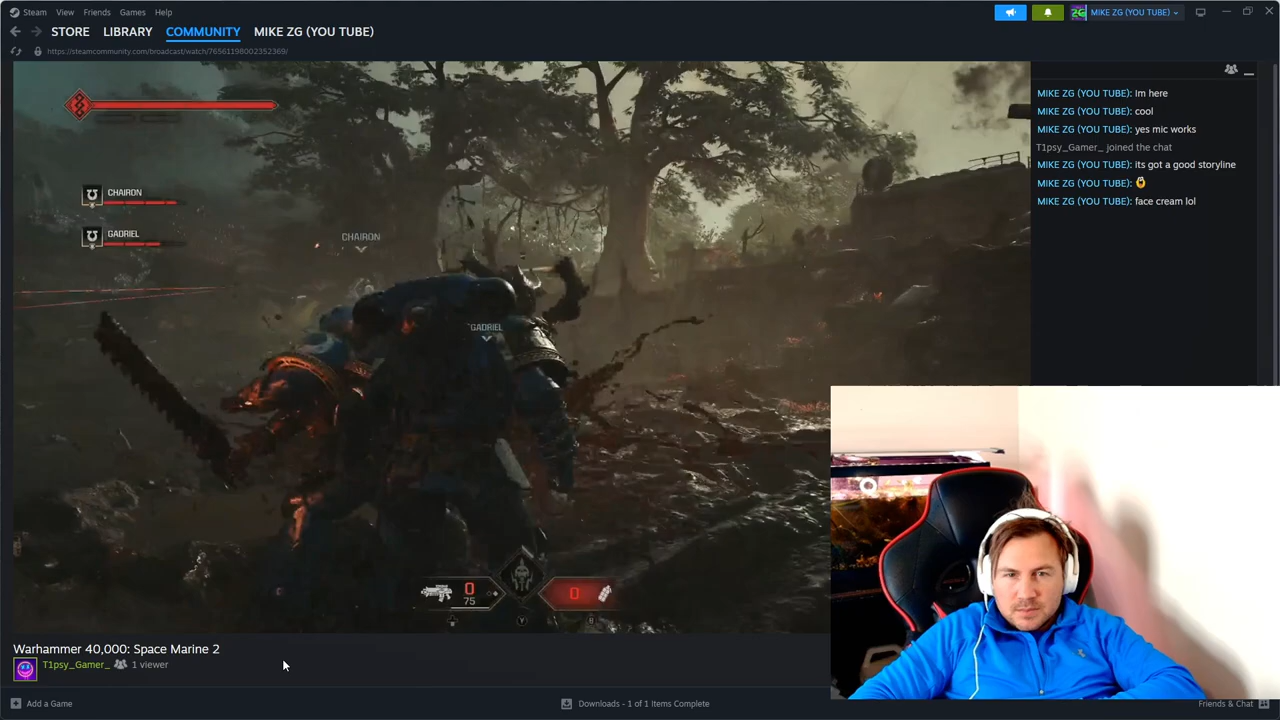 Steam View Friends Games Help
MIKE ZG (YOU TUBE)
STORE LIBRARY COMMUNITY MIKE ZG (YOU TUBE)
https://steamcommunity.com/broadcast/watch/76561198002352369/
MIKE ZG (YOU TUBE): Im here
MIKE ZG (YOU TUBE): cool
MIKE ZG (YOU TUBE): yes mic works
T1psy_Gamer_ joined the chat
MIKE ZG (YOU TUBE): its got a good storyline
MIKE ZG (YOU TUBE):
MIKE ZG (YOU TUBE): face cream lol
CHAIRON
GADRIEL
CHAIRON
GADRIEL
0
75
0
Y
B
Warhammer 40,000: Space Marine 2
T1psy_Gamer_ 1 viewer
Add a Game
Downloads - 1 of 1 Items Complete
Friends & Chat